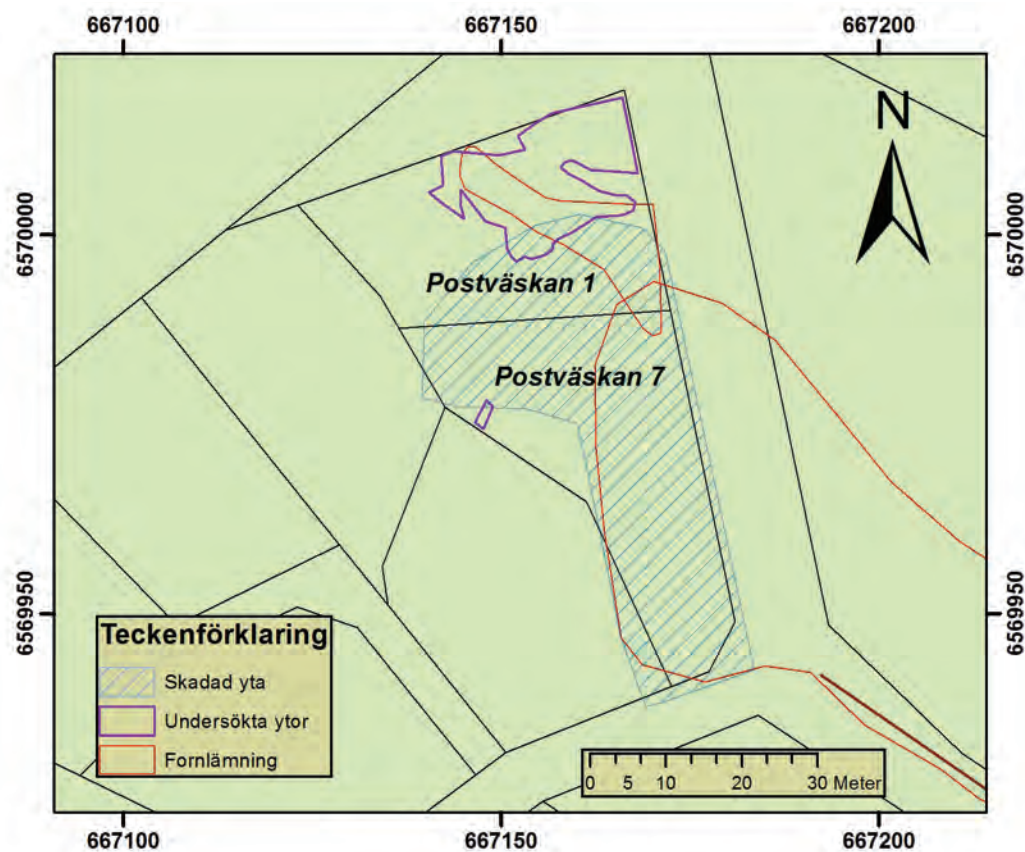 667100 667150 667200
N
6570000 6570000
Postväskan 1
Postväskan 7
6569950 6569950
Teckenförklaring
Skadad yta
Undersökta ytor
Fornlämning
0 5 10 20 30 Meter
667100 667150 667200